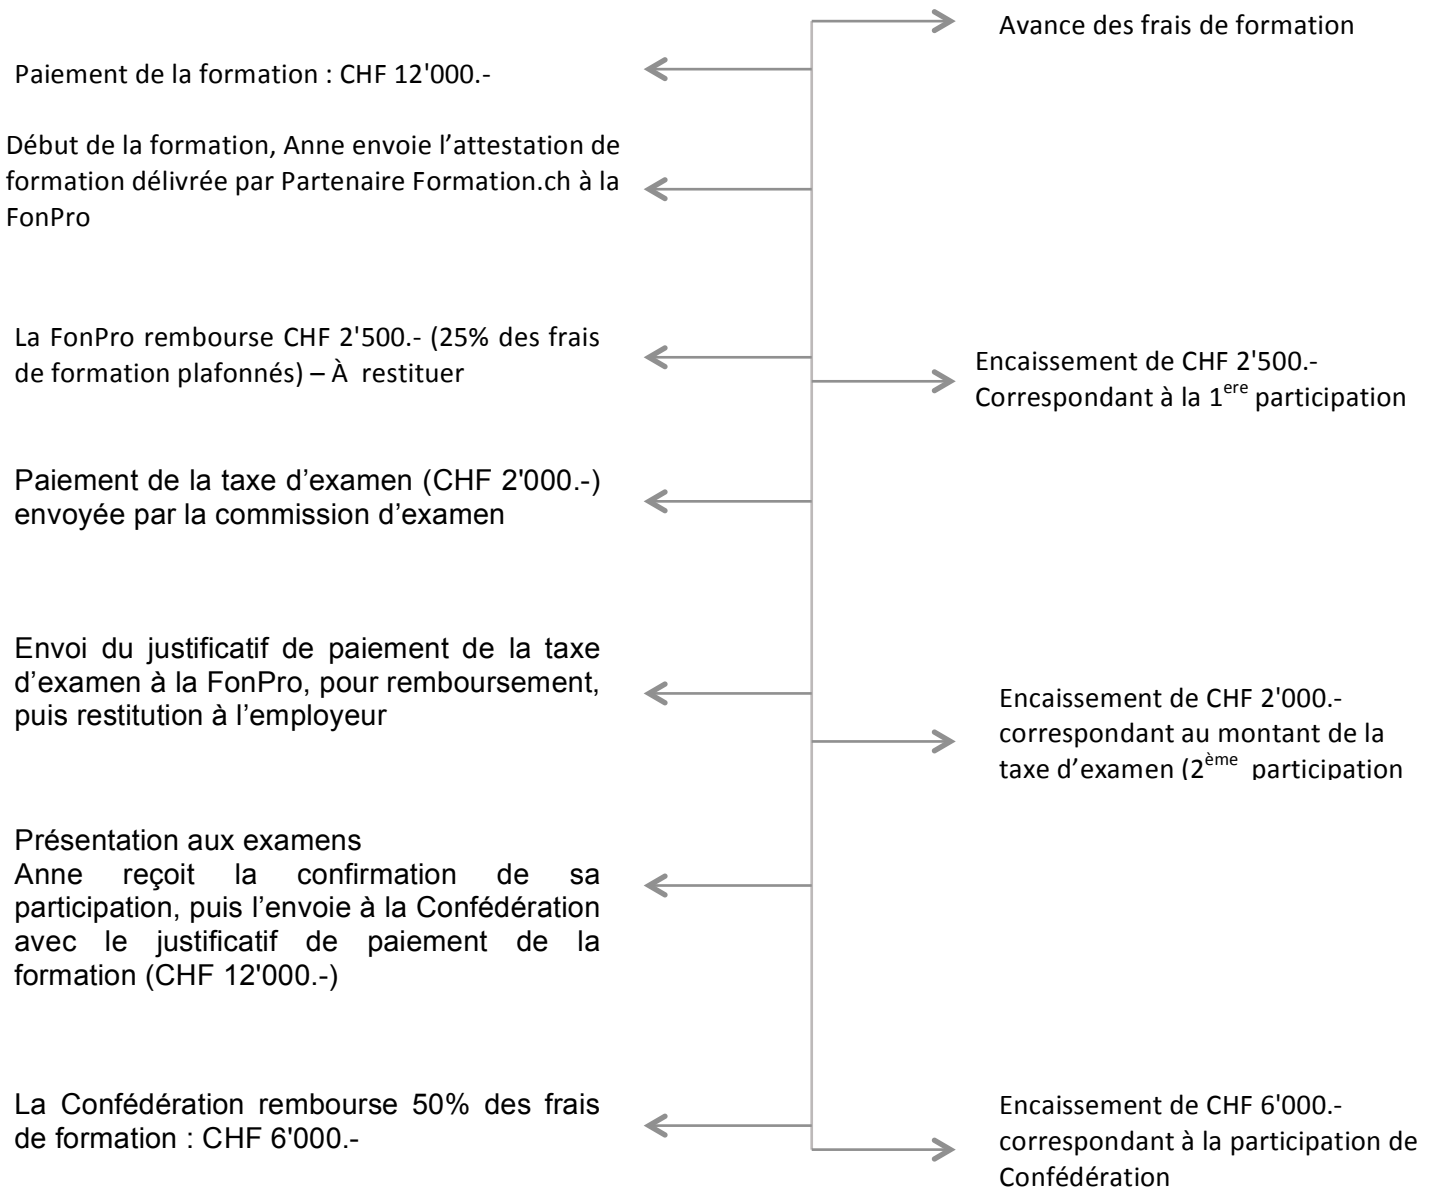 Avance des frais de formation
Paiement de la formation : CHF 12'000.-
Début de la formation, Anne envoie l’attestation de
formation délivrée par Partenaire Formation.ch à la
FonPro
La FonPro rembourse CHF 2'500.- (25% des frais
de formation plafonnés) – À restituer
Encaissement de CHF 2'500.-
Correspondant à la 1ere participation
Paiement de la taxe d’examen (CHF 2'000.-)
envoyée par la commission d’examen
Envoi du justificatif de paiement de la taxe
d’examen à la FonPro, pour remboursement,
puis restitution à l’employeur
Encaissement de CHF 2'000.-
correspondant au montant de la
taxe d’examen (2ème participation
Présentation aux examens
Anne reçoit la confirmation de sa
participation, puis l’envoie à la Confédération
avec le justificatif de paiement de la
formation (CHF 12'000.-)
La Confédération rembourse 50% des frais
de formation : CHF 6'000.-
Encaissement de CHF 6'000.-
correspondant à la participation de
Confédération